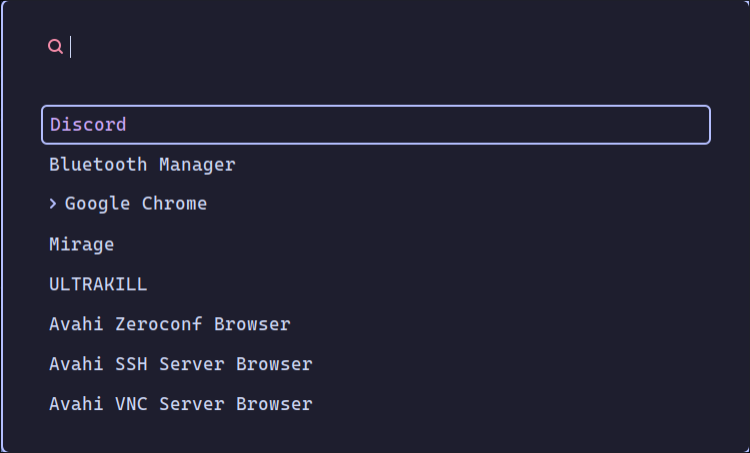 Discord
Bluetooth Manager
> Google Chrome
Mirage
ULTRAKILL
Avahi Zeroconf Browser
Avahi SSH Server Browser
Avahi VNC Server Browser